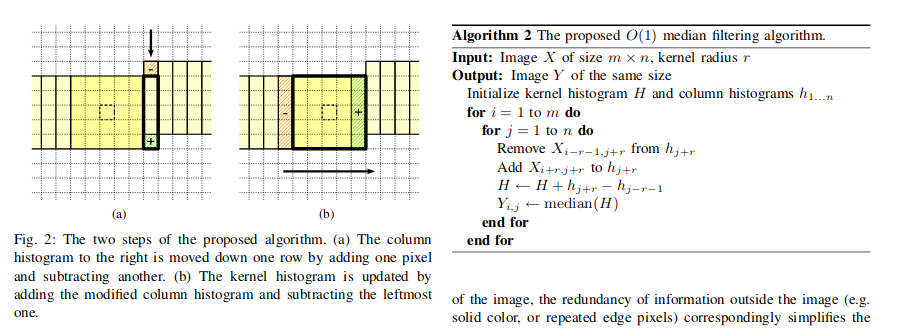 -
+
(a)
-
+
(b)
Fig. 2: The two steps of the proposed algorithm. (a) The column
histogram to the right is moved down one row by adding one pixel
and subtracting another. (b) The kernel histogram is updated by
adding the modified column histogram and subtracting the leftmost
one.
Algorithm 2 The proposed O(1) median filtering algorithm.
Input: Image X of size m × n, kernel radius r
Output: Image Y of the same size
Initialize kernel histogram H and column histograms h₁…ₙ
for i = 1 to m do
for j = 1 to n do
Remove X_{i−r−1,j+r} from h_{j+r}
Add X_{i+r,j+r} to h_{j+r}
H ← H + h_{j+r} − h_{j−r−1}
Y_{i,j} ← median(H)
end for
end for
of the image, the redundancy of information outside the image (e.g.
solid color, or repeated edge pixels) correspondingly simplifies the